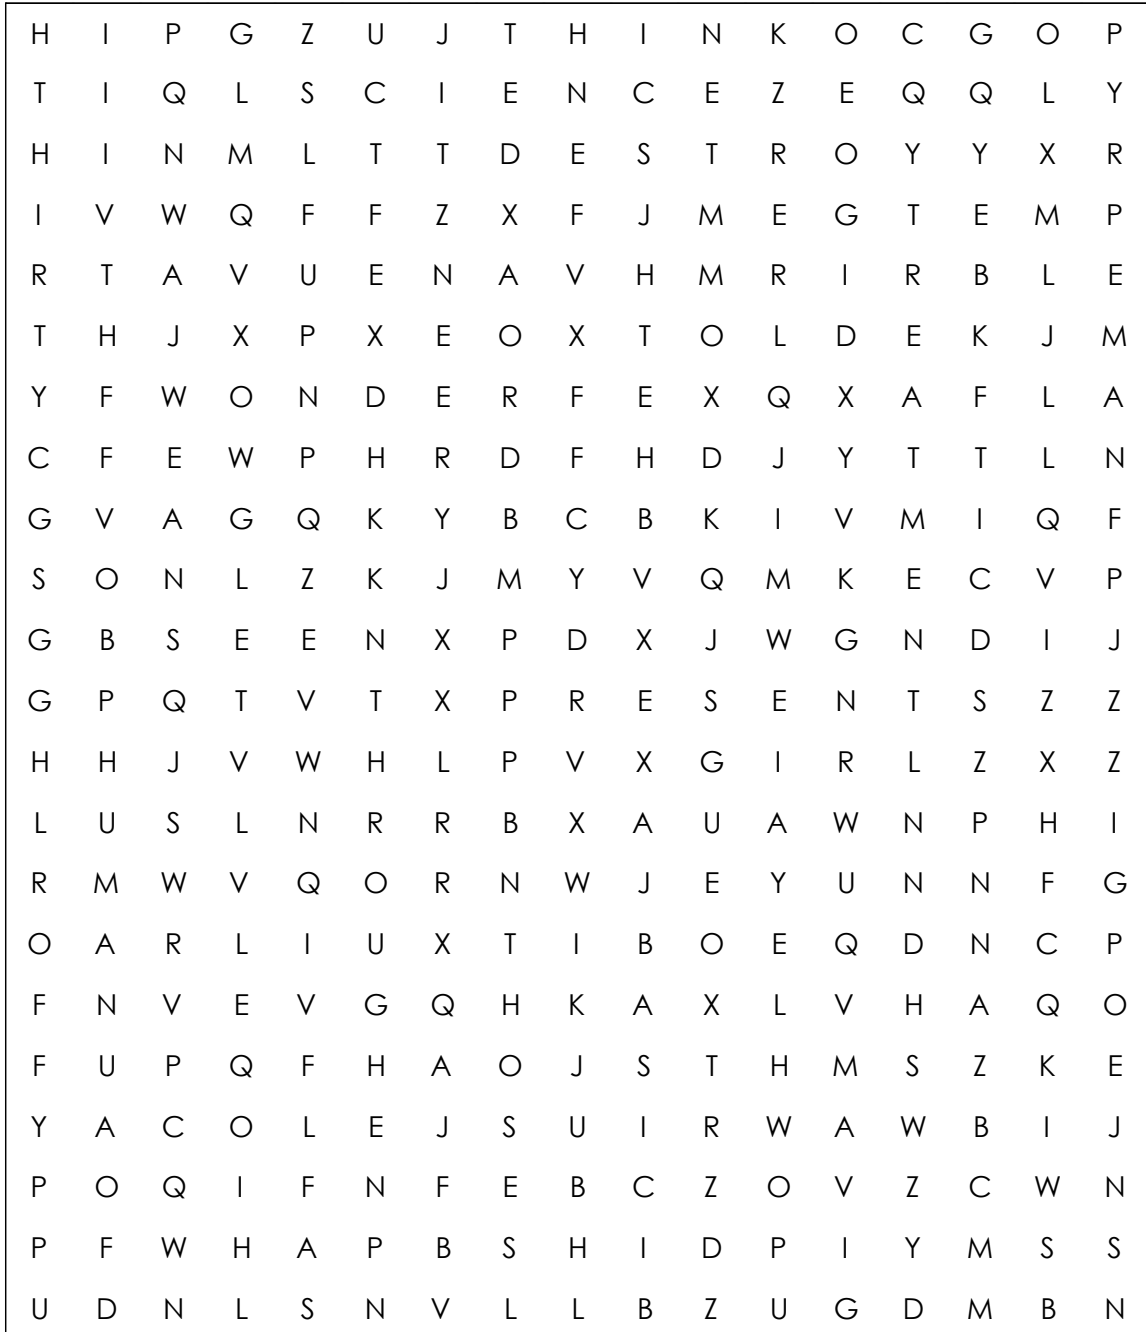 H I P G Z U J T H I N K O C G O P
T I Q L S C I E N C E Z E Q Q L Y
H I N M L T T D E S T R O Y Y X R
I V W Q F F Z X F J M E G T E M P
R T A V U E N A V H M R I R B L E
T H J X P X E O X T O L D E K J M
Y F W O N D E R F E X Q X A F L A
C F E W P H R D F H D J Y T T L N
G V A G Q K Y B C B K I V M I Q F
S O N L Z K J M Y V Q M K E C V P
G B S E E N X P D X J W G N D I J
G P Q T V T X P R E S E N T S Z Z
H H J V W H L P V X G I R L Z X Z
L U S L N R R B X A U A W N P H I
R M W V Q O R N W J E Y U N N F G
O A R L I U X T I B O E Q D N C P
F N V E V G Q H K A X L V H A Q O
F U P Q F H A O J S T H M S Z K E
Y A C O L E J S U I R W A W B I J
P O Q I F N F E B C Z O V Z C W N
P F W H A P B S H I D P I Y M S S
U D N L S N V L L B Z U G D M B N